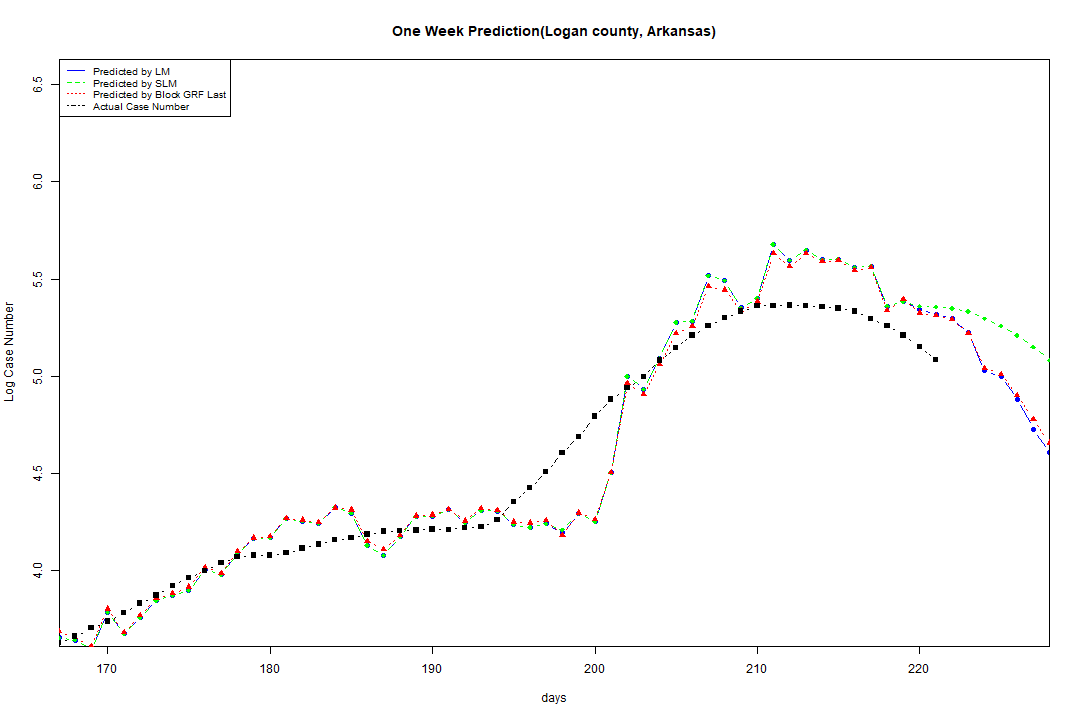 One Week Prediction(Logan county, Arkansas)
Predicted by LM
Predicted by SLM
Predicted by Block GRF Last
Actual Case Number
6.5
6.0
5.5
5.0
4.5
4.0
Log Case Number
170 180 190 200 210 220
days